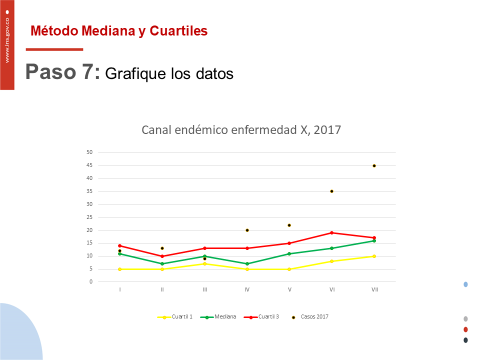 www.ins.gov.co
Método Mediana y Cuartiles
Paso 7: Grafique los datos
Canal endémico enfermedad X, 2017
50
45
40
35
30
25
20
15
10
5
0
I II III IV V VI VII
Cuartil 1 Mediana Cuartil 3 Casos 2017